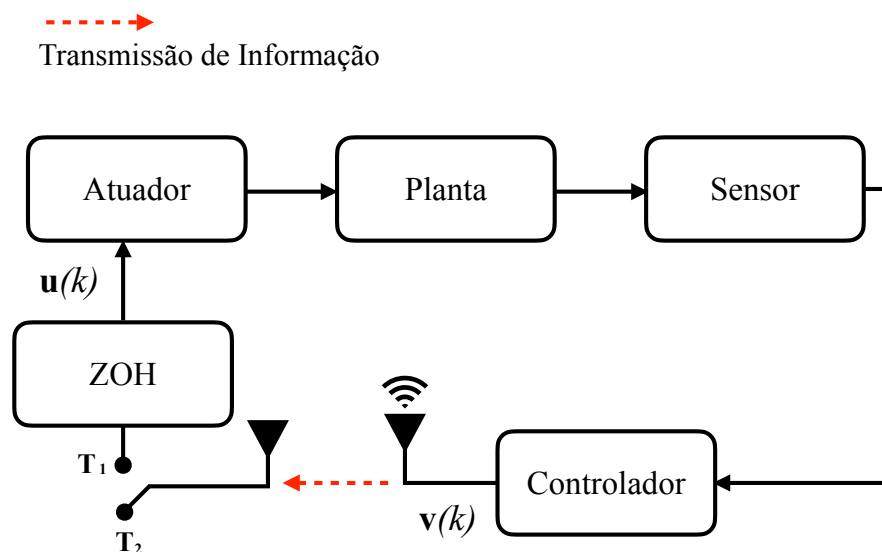 Transmissão de Informação
Atuador
Planta
Sensor
u(k)
ZOH
T₁
T₂
v(k)
Controlador